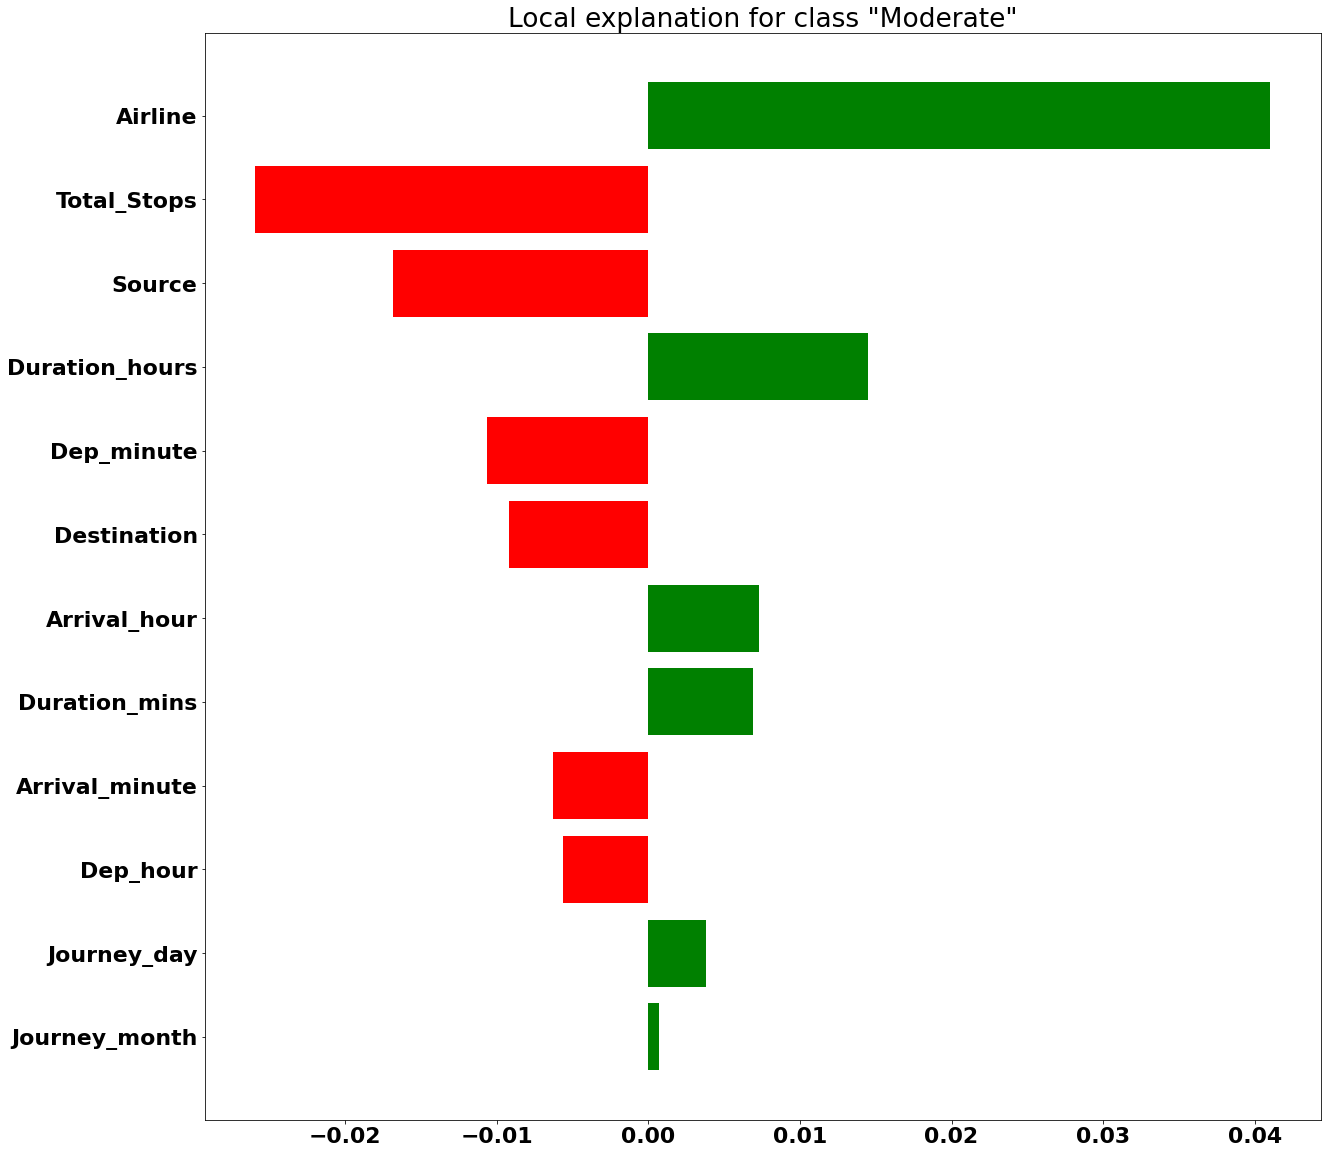 Local explanation for class "Moderate"
Airline
Total_Stops
Source
Duration_hours
Dep_minute
Destination
Arrival_hour
Duration_mins
Arrival_minute
Dep_hour
Journey_day
Journey_month
−0.02 −0.01 0.00 0.01 0.02 0.03 0.04